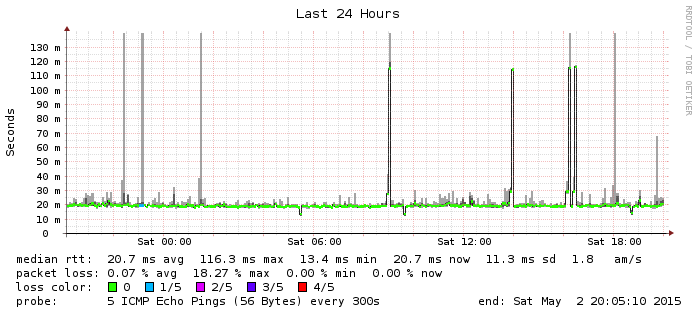 Last 24 Hours
RRDTOOL / TOBI OETIKER
Seconds
130 m
120 m
110 m
100 m
90 m
80 m
70 m
60 m
50 m
40 m
30 m
20 m
10 m
0
Sat 00:00 Sat 06:00 Sat 12:00 Sat 18:00
median rtt: 20.7 ms avg 116.3 ms max 13.4 ms min 20.7 ms now 11.3 ms sd 1.8 am/s
packet loss: 0.07 % avg 18.27 % max 0.00 % min 0.00 % now
loss color: 0 1/5 2/5 3/5 4/5
probe: 5 ICMP Echo Pings (56 Bytes) every 300s end: Sat May 2 20:05:10 2015